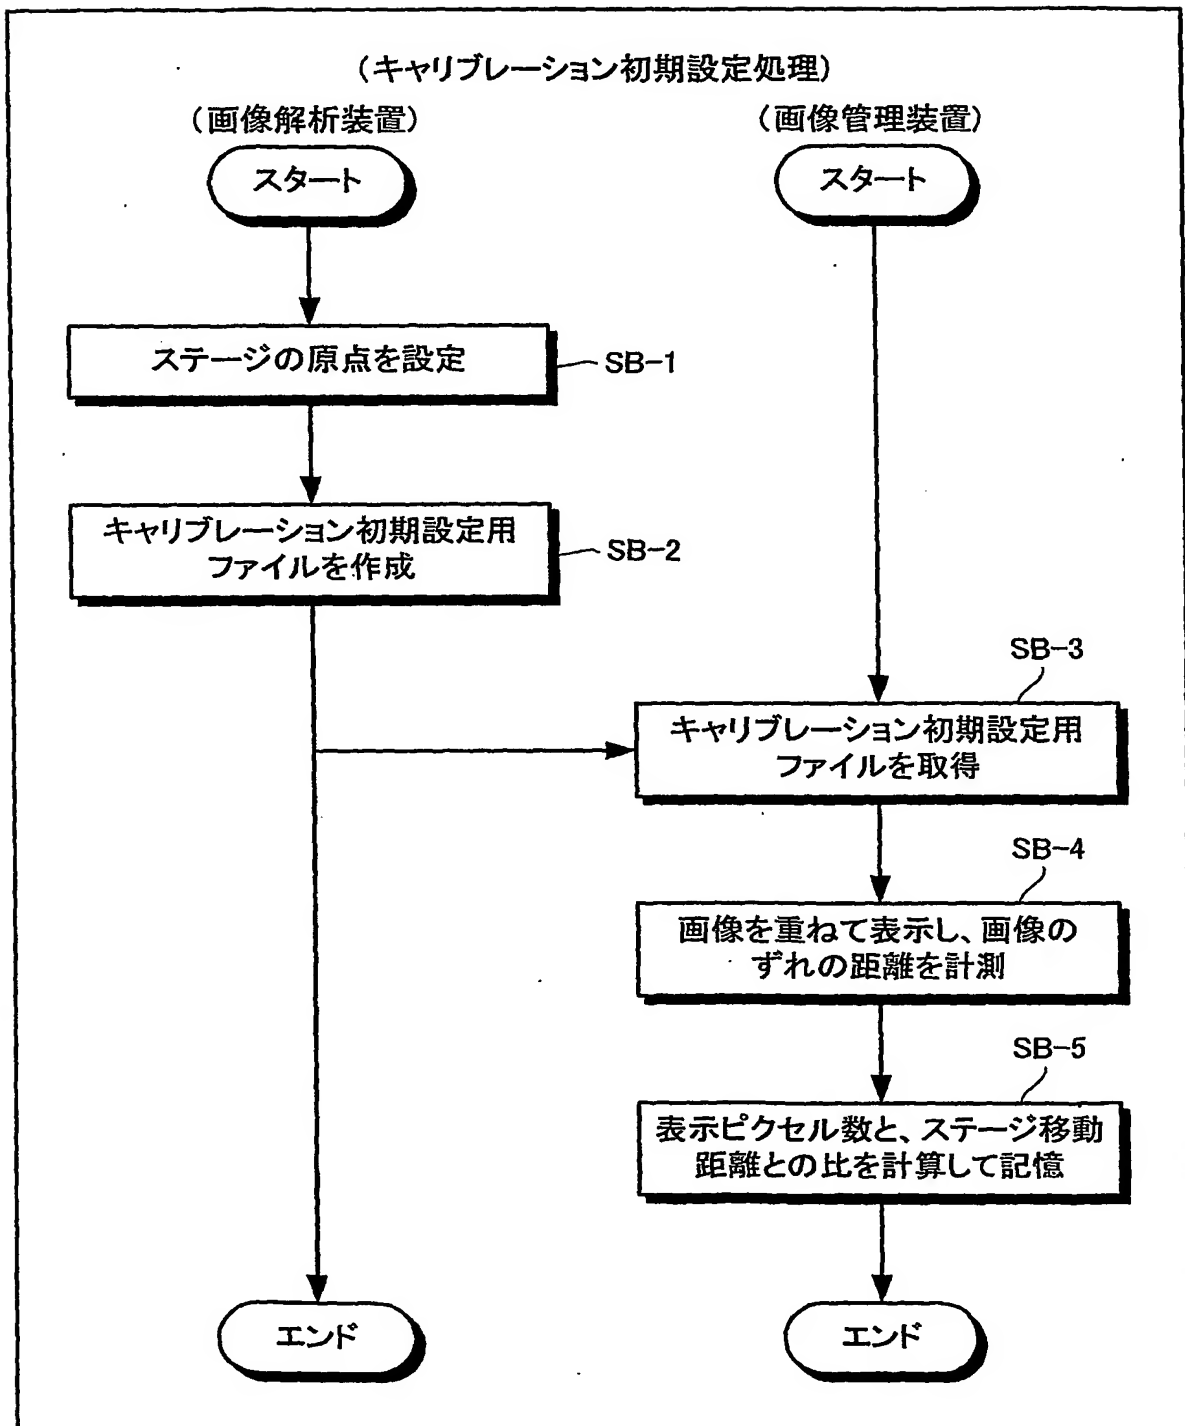 (キャリブレーション初期設定処理)
(画像解析装置)
(画像管理装置)
スタート
スタート
ステージの原点を設定
SB-1
キャリブレーション初期設定用
ファイルを作成
SB-2
SB-3
キャリブレーション初期設定用
ファイルを取得
SB-4
画像を重ねて表示し、画像の
ずれの距離を計測
SB-5
表示ピクセル数と、ステージ移動
距離との比を計算して記憶
エンド
エンド